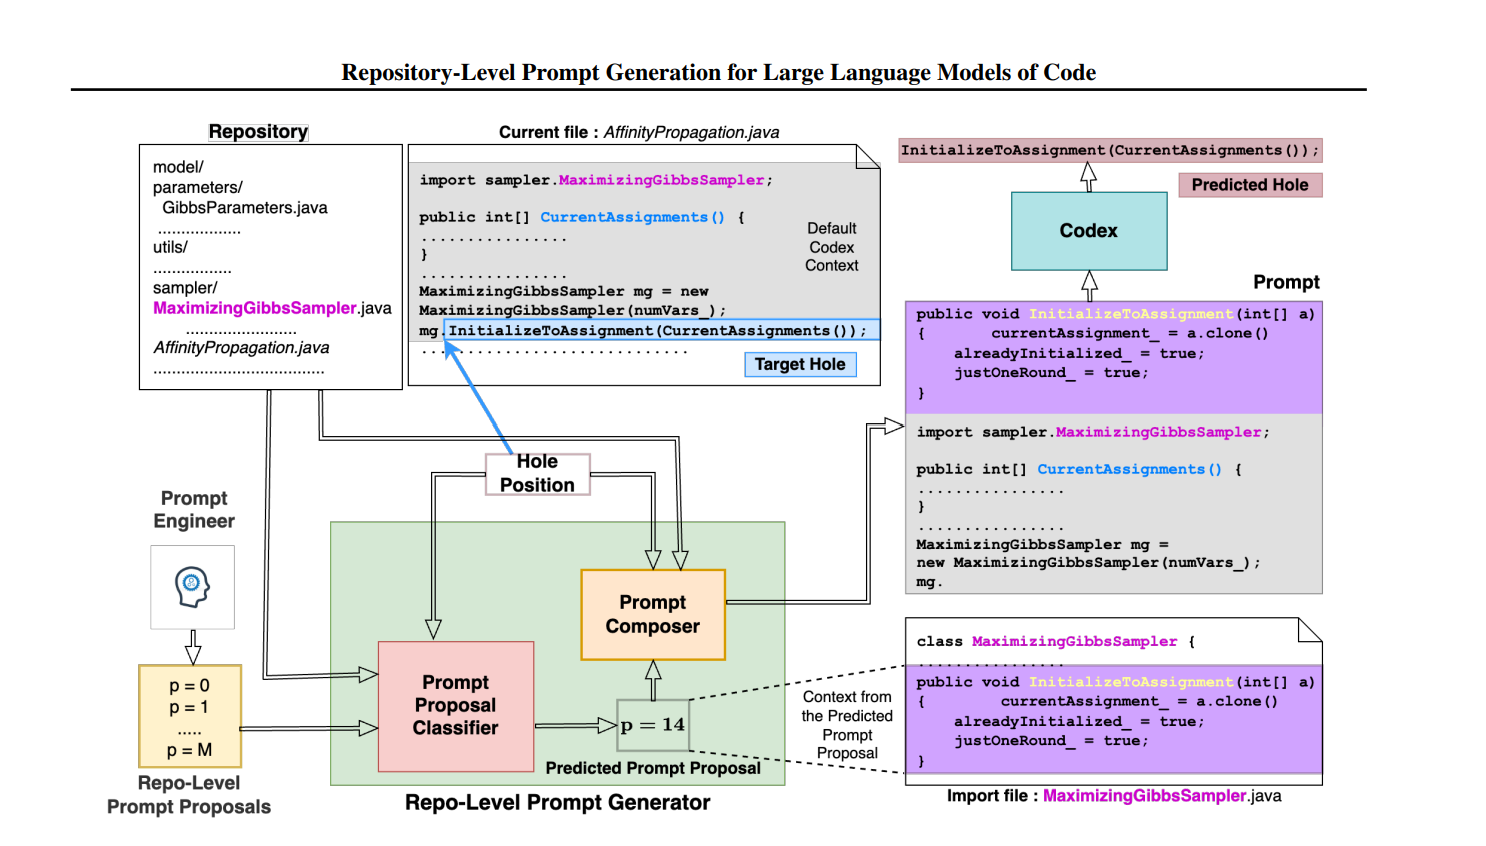 Repository-Level Prompt Generation for Large Language Models of Code
Repository
model/
parameters/
GibbsParameters.java
..................
utils/
.................
sampler/
MaximizingGibbsSampler.java
........................
AffinityPropagation.java
.....................................
Current file : AffinityPropagation.java
import sampler.MaximizingGibbsSampler;
public int[] CurrentAssignments() {
................
}
................
MaximizingGibbsSampler mg = new
MaximizingGibbsSampler(numVars_);
mg.InitializeToAssignment(CurrentAssignments());
.............................
Default
Codex
Context
Target Hole
InitializeToAssignment(CurrentAssignments());
Predicted Hole
Codex
Prompt
public void InitializeToAssignment(int[] a)
{ currentAssignment_ = a.clone()
alreadyInitialized_ = true;
justOneRound_ = true;
}
import sampler.MaximizingGibbsSampler;
public int[] CurrentAssignments() {
................
}
................
MaximizingGibbsSampler mg =
new MaximizingGibbsSampler(numVars_);
mg.
Hole
Position
Prompt
Engineer
p = 0
p = 1
.....
p = M
Repo-Level
Prompt Proposals
Prompt
Proposal
Classifier
Prompt
Composer
p = 14
Predicted Prompt Proposal
Repo-Level Prompt Generator
Context from
the Predicted
Prompt
Proposal
class MaximizingGibbsSampler {
................
public void InitializeToAssignment(int[] a)
{ currentAssignment_ = a.clone()
alreadyInitialized_ = true;
justOneRound_ = true;
}
Import file : MaximizingGibbsSampler.java